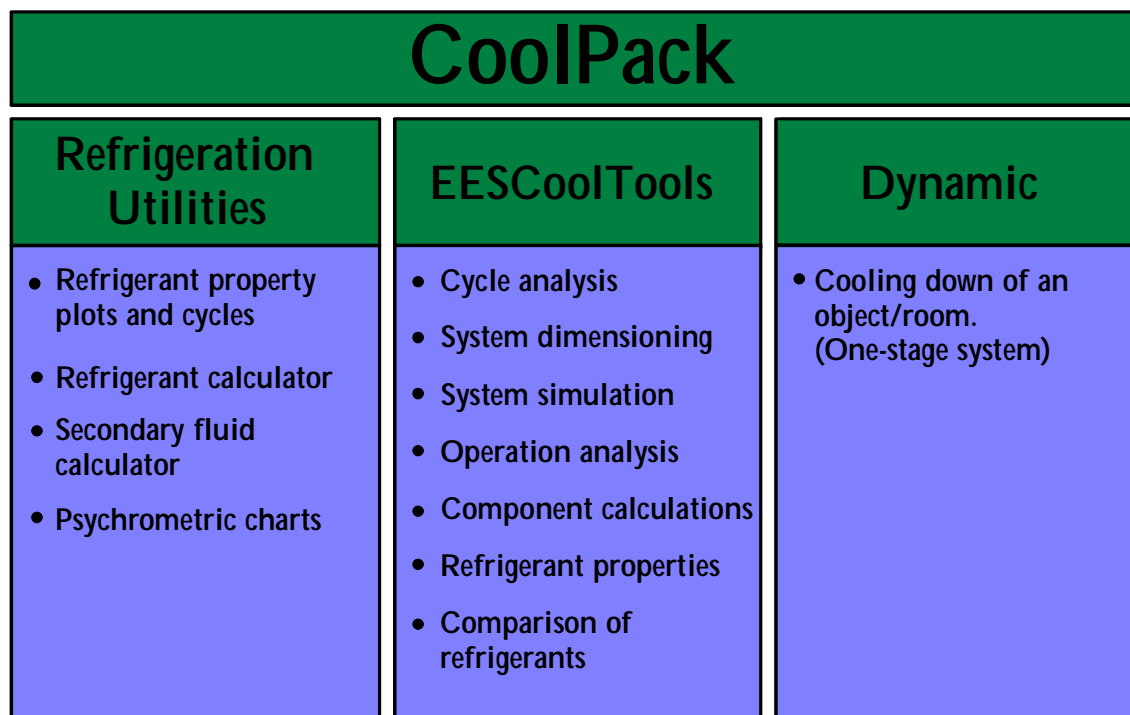 CoolPack
Refrigeration
Utilities
• Refrigerant property
plots and cycles
• Refrigerant calculator
• Secondary fluid
calculator
• Psychrometric charts
EESCoolTools
• Cycle analysis
• System dimensioning
• System simulation
• Operation analysis
• Component calculations
• Refrigerant properties
• Comparison of
refrigerants
Dynamic
• Cooling down of an
object/room.
(One-stage system)